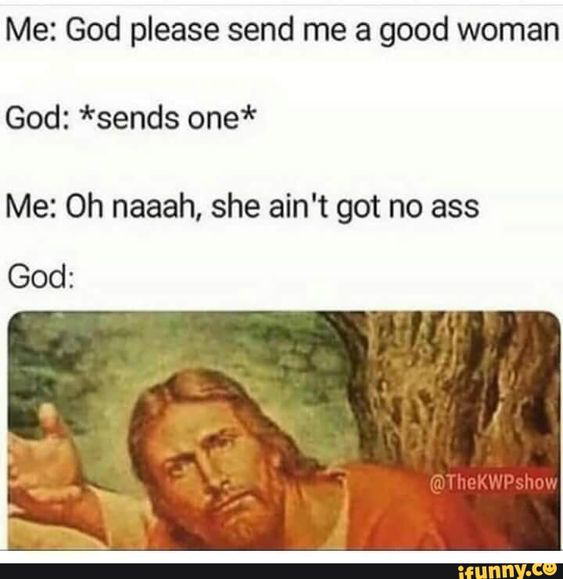 Me: God please send me a good woman
God: *sends one*
Me: Oh naaah, she ain't got no ass
God:
@TheKWPshow
ifunny.co